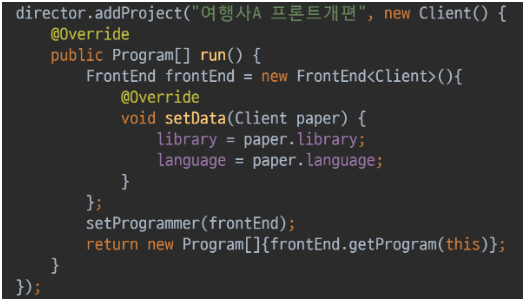 director.addProject("여행사A 프론트개편", new Client() {
@Override
public Program[] run() {
FrontEnd frontEnd = new FrontEnd<Client>(){
@Override
void setData(Client paper) {
library = paper.library;
language = paper.language;
}
};
setProgrammer(frontEnd);
return new Program[]{frontEnd.getProgram(this)};
}
});